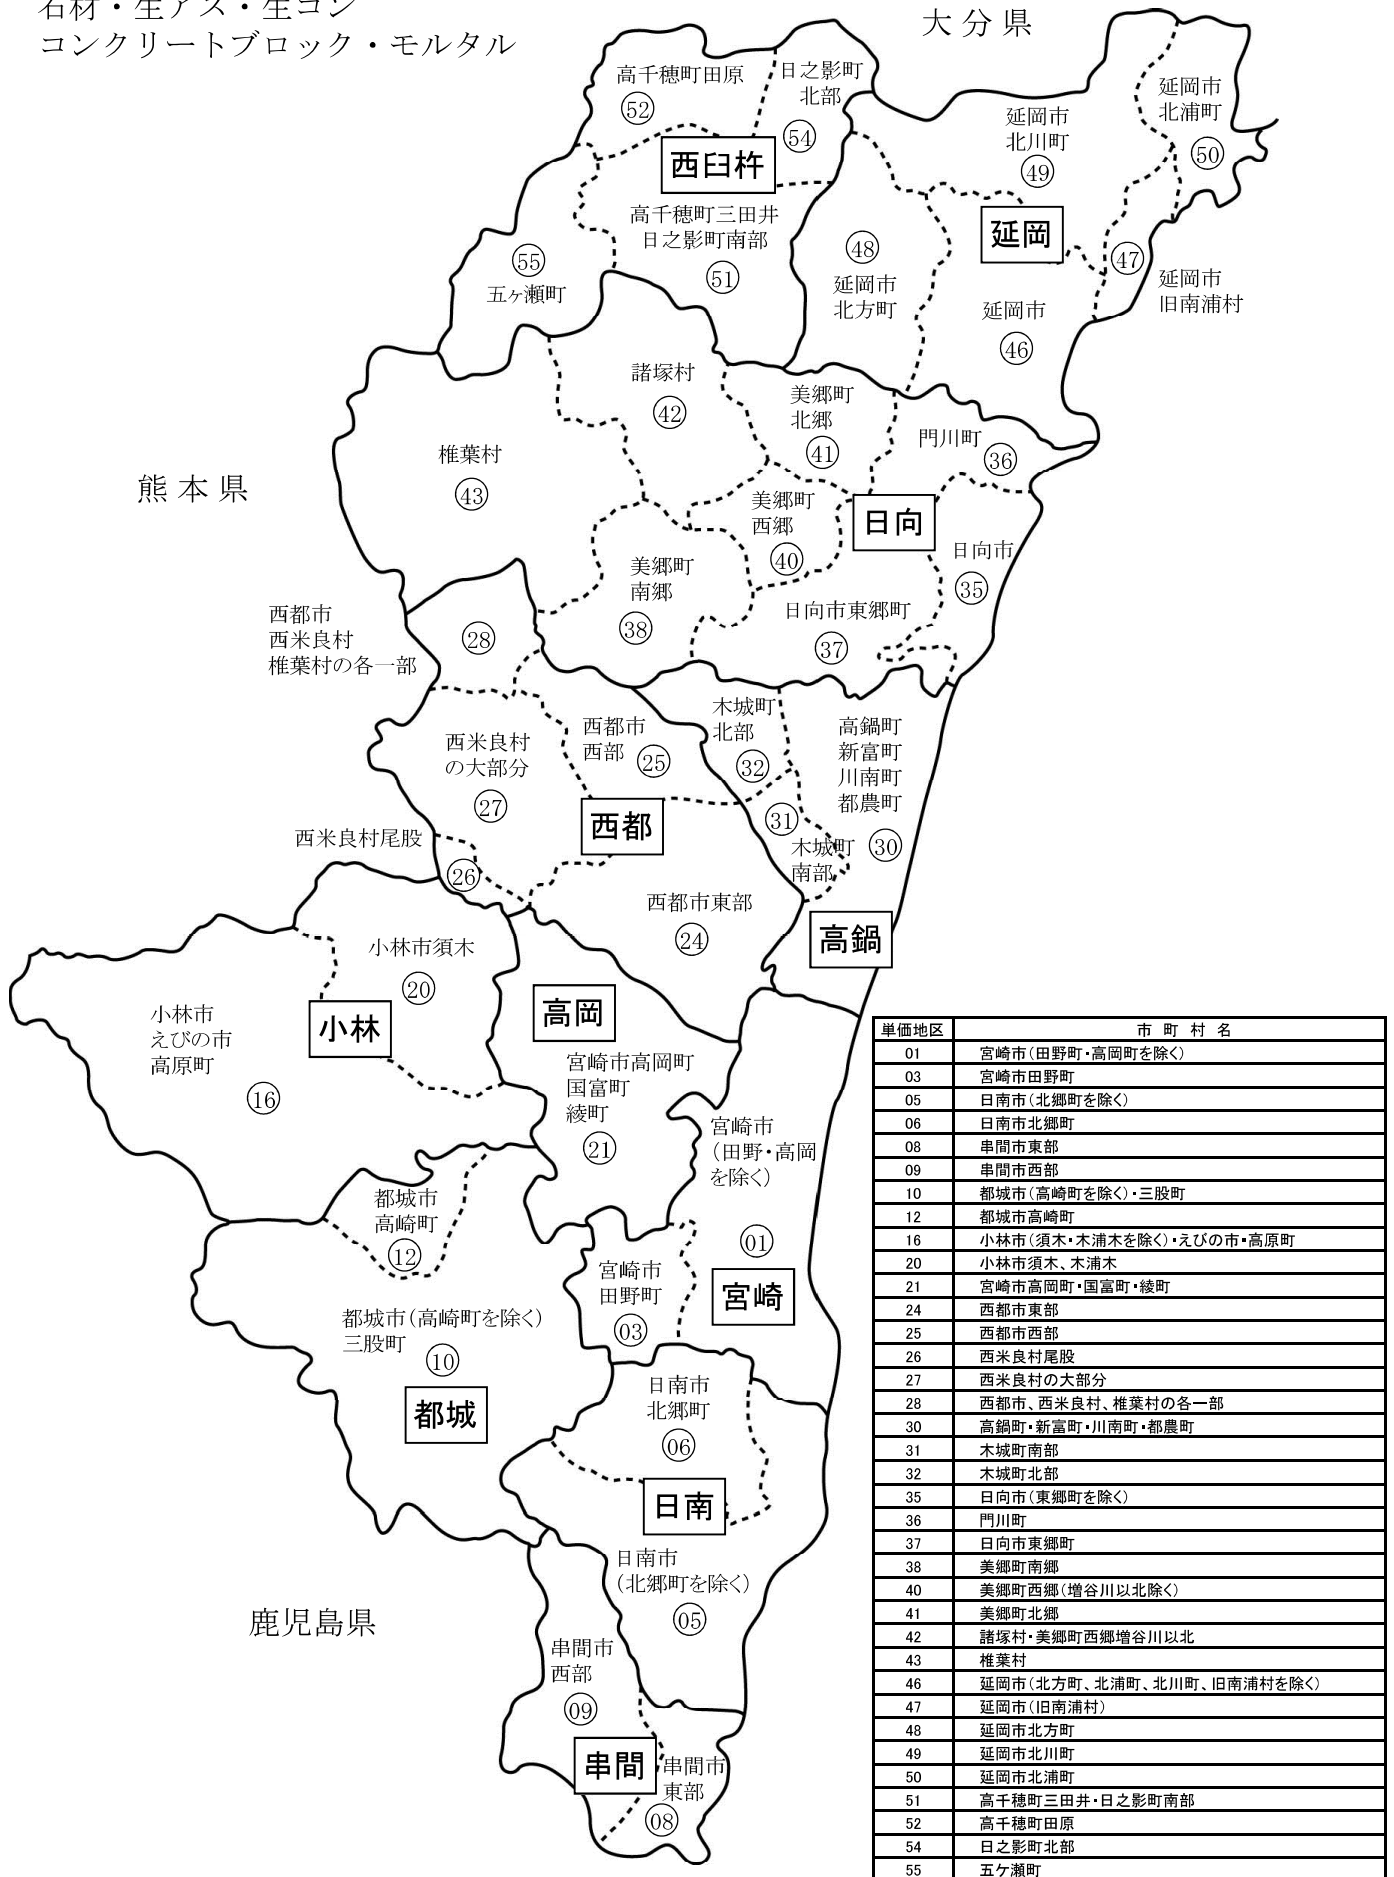 石材・生アス・生コン
コンクリートブロック・モルタル
大分県
熊本県
鹿児島県
高千穂町田原
52
日之影町
北部
54
西臼杵
高千穂町三田井
日之影町南部
51
55
五ヶ瀬町
延岡市
北川町
49
延岡市
北浦町
50
延岡
48
延岡市
北方町
47
延岡市
旧南浦村
延岡市
46
諸塚村
42
美郷町
北郷
41
門川町
36
椎葉村
43
美郷町
西郷
40
日向
日向市
35
美郷町
南郷
38
日向市東郷町
37
西都市
西米良村
椎葉村の各一部
28
西米良村
の大部分
27
西都市
西部
25
木城町
北部
32
高鍋町
新富町
川南町
都農町
30
31
木城町
南部
西都
西米良村尾股
26
西都市東部
24
高鍋
小林市須木
20
小林
小林市
えびの市
高原町
16
高岡
宮崎市高岡町
国富町
綾町
21
宮崎市
（田野・高岡
を除く）
01
宮崎
都城市
高崎町
12
宮崎市
田野町
03
都城市（高崎町を除く）
三股町
10
都城
日南市
北郷町
06
日南
日南市
（北郷町を除く）
05
串間市
西部
09
串間
串間市
東部
08
単価地区 市町村名
01 宮崎市（田野町・高岡町を除く）
03 宮崎市田野町
05 日南市（北郷町を除く）
06 日南市北郷町
08 串間市東部
09 串間市西部
10 都城市（高崎町を除く）・三股町
12 都城市高崎町
16 小林市（須木・木浦木を除く）・えびの市・高原町
20 小林市須木、木浦木
21 宮崎市高岡町・国富町・綾町
24 西都市東部
25 西都市西部
26 西米良村尾股
27 西米良村の大部分
28 西都市、西米良村、椎葉村の各一部
30 高鍋町・新富町・川南町・都農町
31 木城町南部
32 木城町北部
35 日向市（東郷町を除く）
36 門川町
37 日向市東郷町
38 美郷町南郷
40 美郷町西郷（増谷川以北除く）
41 美郷町北郷
42 諸塚村・美郷町西郷増谷川以北
43 椎葉村
46 延岡市（北方町、北浦町、北川町、旧南浦村を除く）
47 延岡市（旧南浦村）
48 延岡市北方町
49 延岡市北川町
50 延岡市北浦町
51 高千穂町三田井・日之影町南部
52 高千穂町田原
54 日之影町北部
55 五ケ瀬町